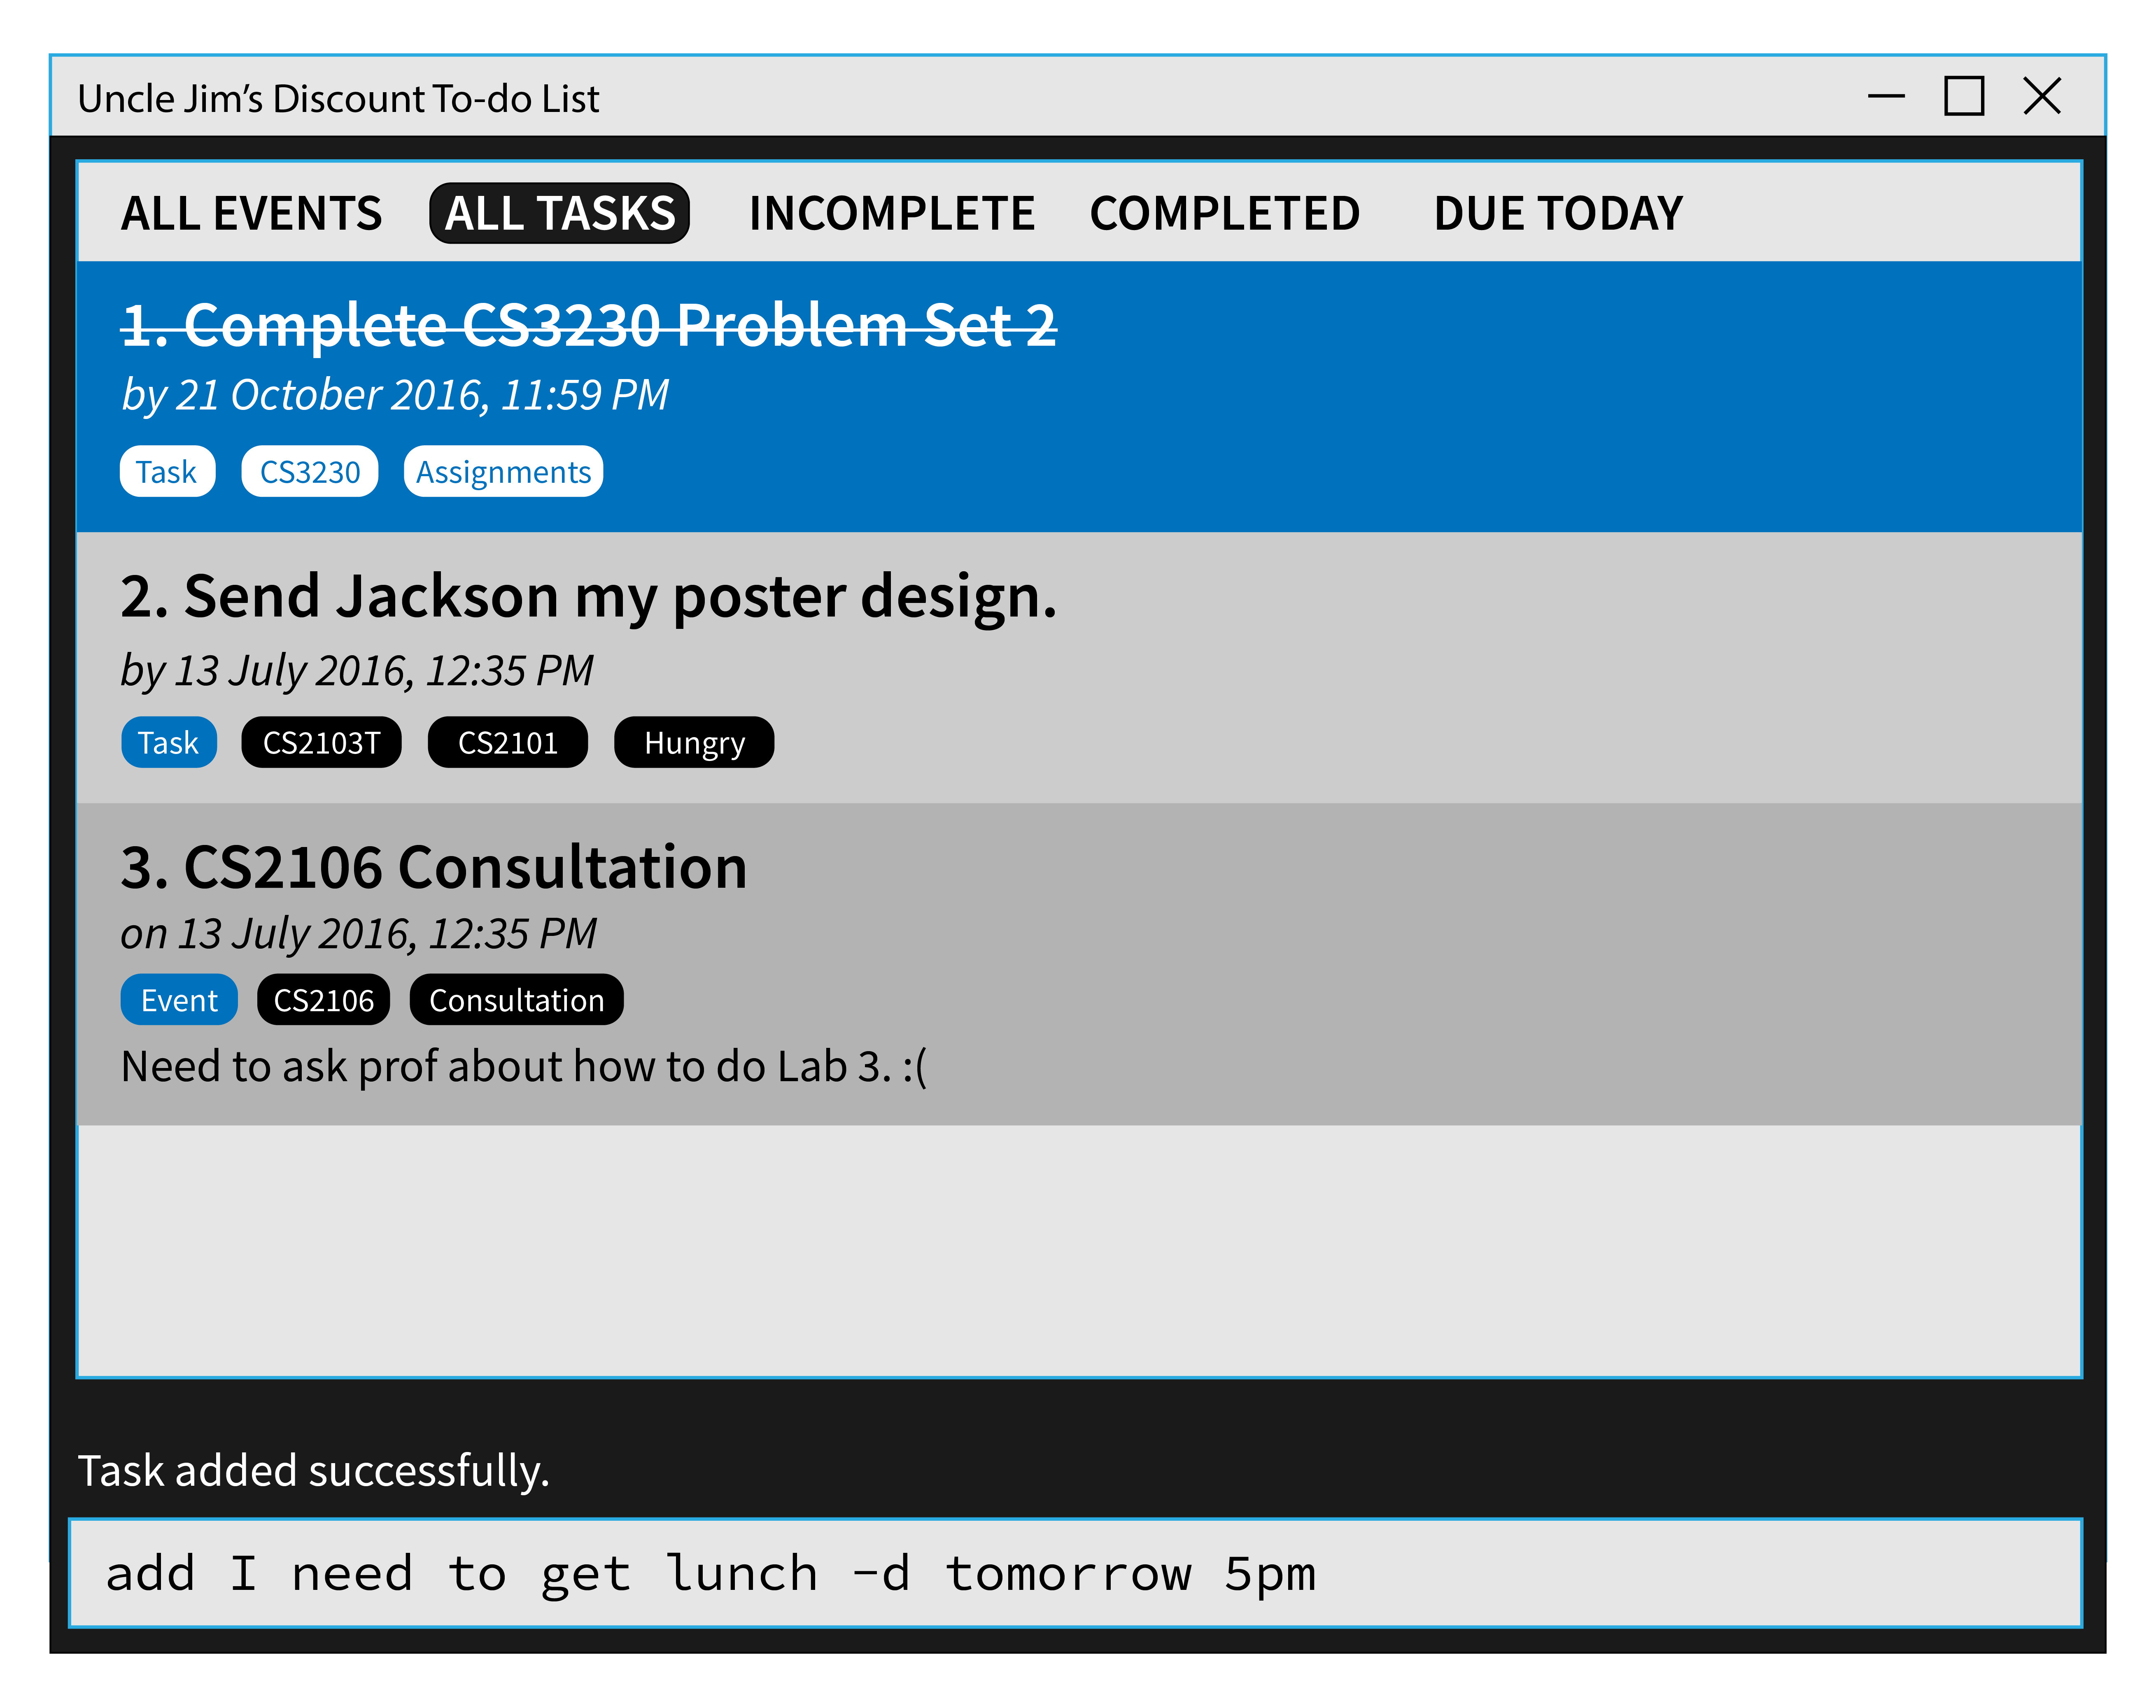 Uncle Jim’s Discount To-do List
ALL EVENTS ALL TASKS INCOMPLETE COMPLETED DUE TODAY
1. Complete CS3230 Problem Set 2
by 21 October 2016, 11:59 PM
Task CS3230 Assignments
2. Send Jackson my poster design.
by 13 July 2016, 12:35 PM
Task CS2103T CS2101 Hungry
3. CS2106 Consultation
on 13 July 2016, 12:35 PM
Event CS2106 Consultation
Need to ask prof about how to do Lab 3. :(
Task added successfully.
add I need to get lunch -d tomorrow 5pm